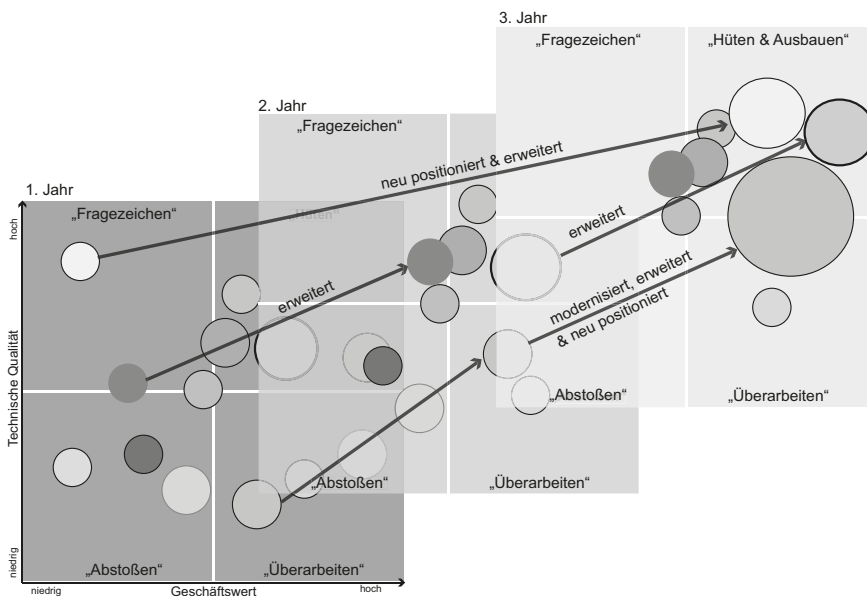 3. Jahr
„Fragezeichen“
„Hüten & Ausbauen“
2. Jahr
„Fragezeichen“
neu positioniert & erweitert
1. Jahr
„Fragezeichen“
„Hüten“
hoch
erweitert
erweitert
modernisiert, erweitert
& neu positioniert
Technische Qualität
„Abstoßen“
„Überarbeiten“
„Abstoßen“
„Überarbeiten“
„Abstoßen“
„Überarbeiten“
niedrig
niedrig
Geschäftswert
hoch